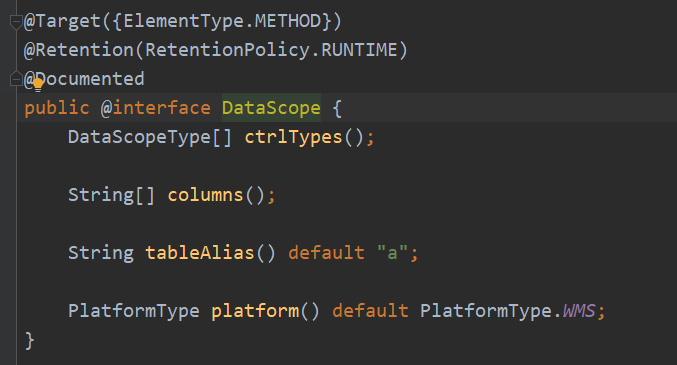 @Target({ElementType.METHOD})
@Retention(RetentionPolicy.RUNTIME)
@Documented
public @interface DataScope {
    DataScopeType[] ctrlTypes();
    String[] columns();
    String tableAlias() default "a";
    PlatformType platform() default PlatformType.WMS;
}